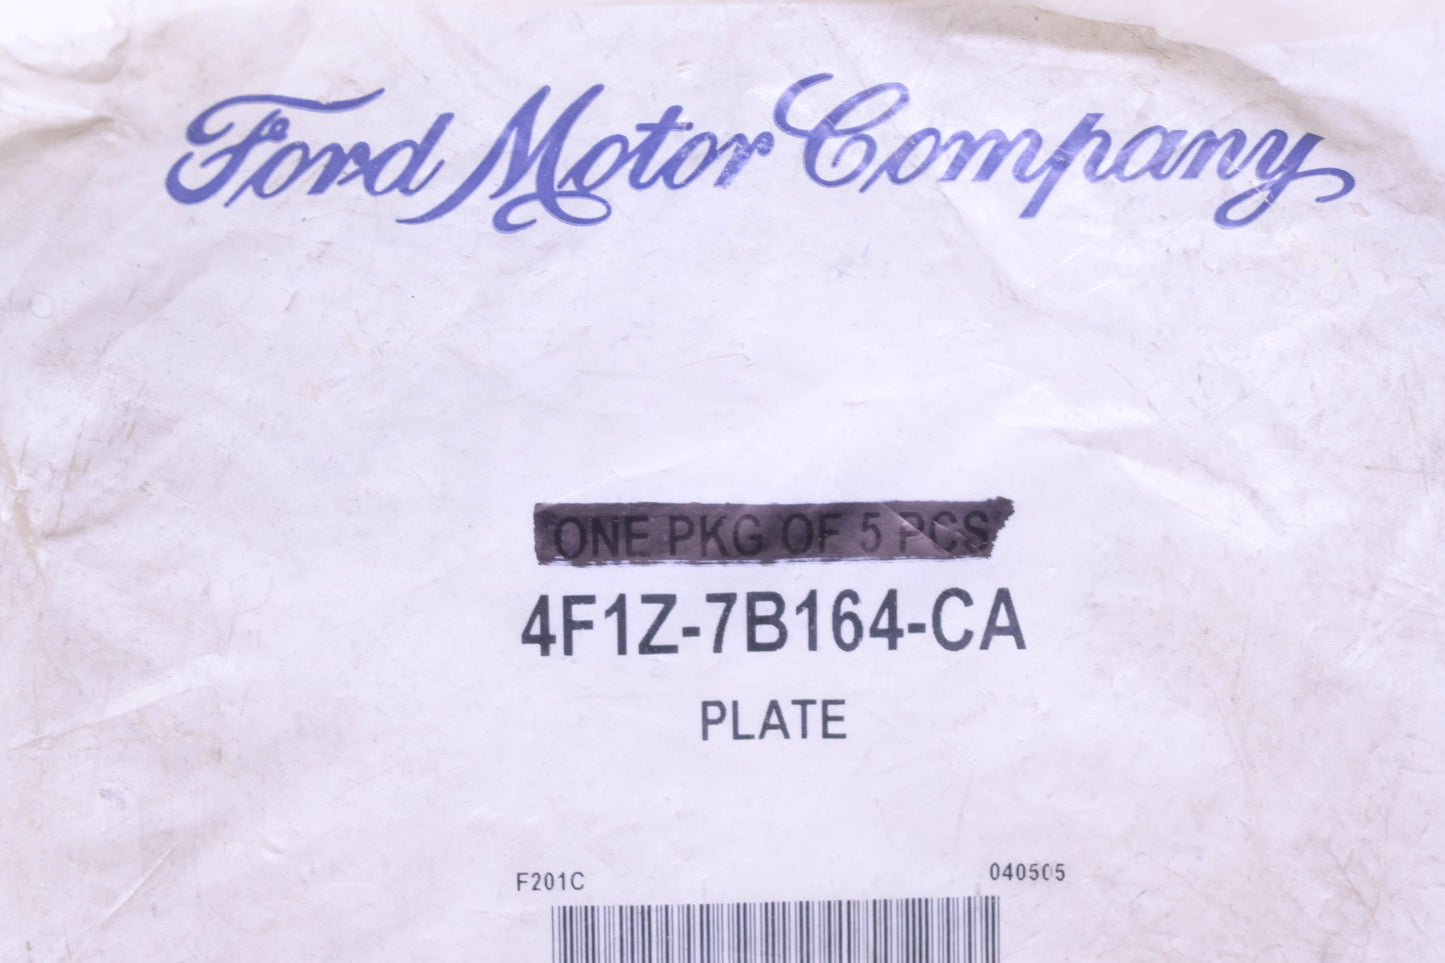 Ford Motor Company
ONE PKG OF 5 PCS
4F1Z-7B164-CA
PLATE
F201C
040505